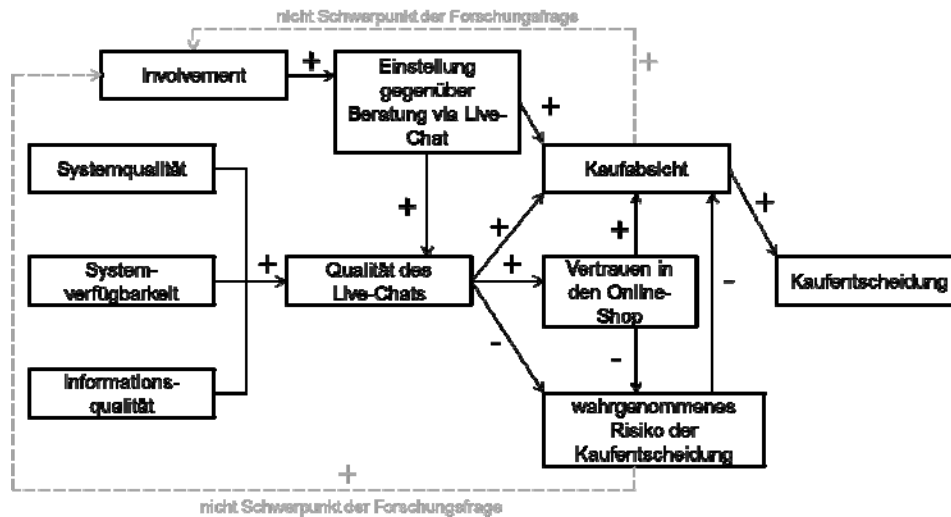 nicht Schwerpunkt der Forschungsfrage
+
Involvement
+
Einstellung
gegenüber
Beratung via Live-
Chat
+
Systemqualität
Kaufabsicht
+
+
+
+
System-
verfügbarkeit
+
Qualität des
Live-Chats
+
Vertrauen in
den Online-
Shop
-
Kaufentscheidung
-
-
Informations-
qualität
wahrgenommenes
Risiko der
Kaufentscheidung
+
nicht Schwerpunkt der Forschungsfrage